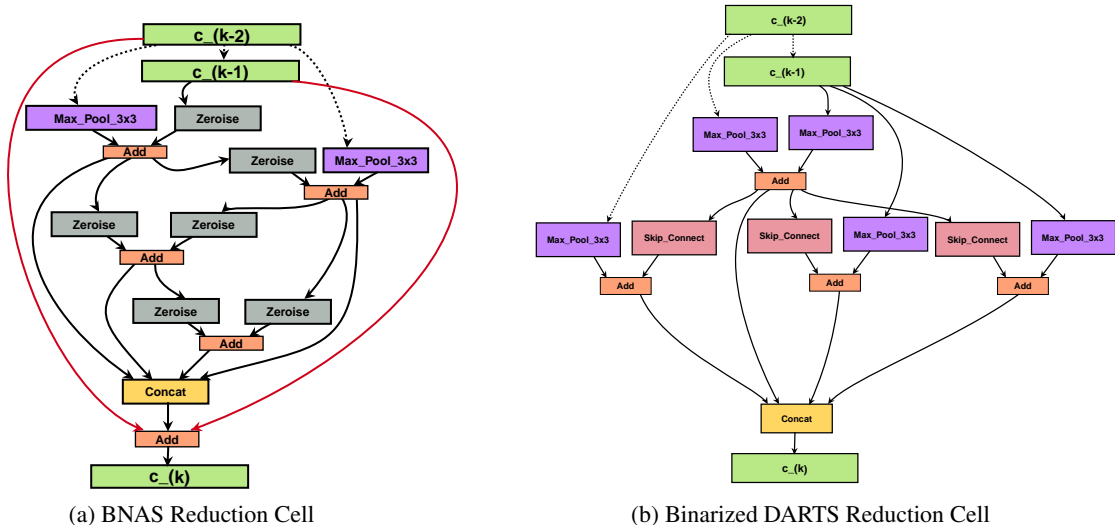 c_(k-2)
c_(k-1)
Max_Pool_3x3
Zeroise
Add
Zeroise
Max_Pool_3x3
Add
Zeroise
Zeroise
Add
Zeroise
Zeroise
Add
Concat
Add
c_(k)
(a) BNAS Reduction Cell
c_(k-2)
c_(k-1)
Max_Pool_3x3
Max_Pool_3x3
Add
Max_Pool_3x3
Skip_Connect
Skip_Connect
Max_Pool_3x3
Skip_Connect
Max_Pool_3x3
Add
Add
Add
Concat
c_(k)
(b) Binarized DARTS Reduction Cell